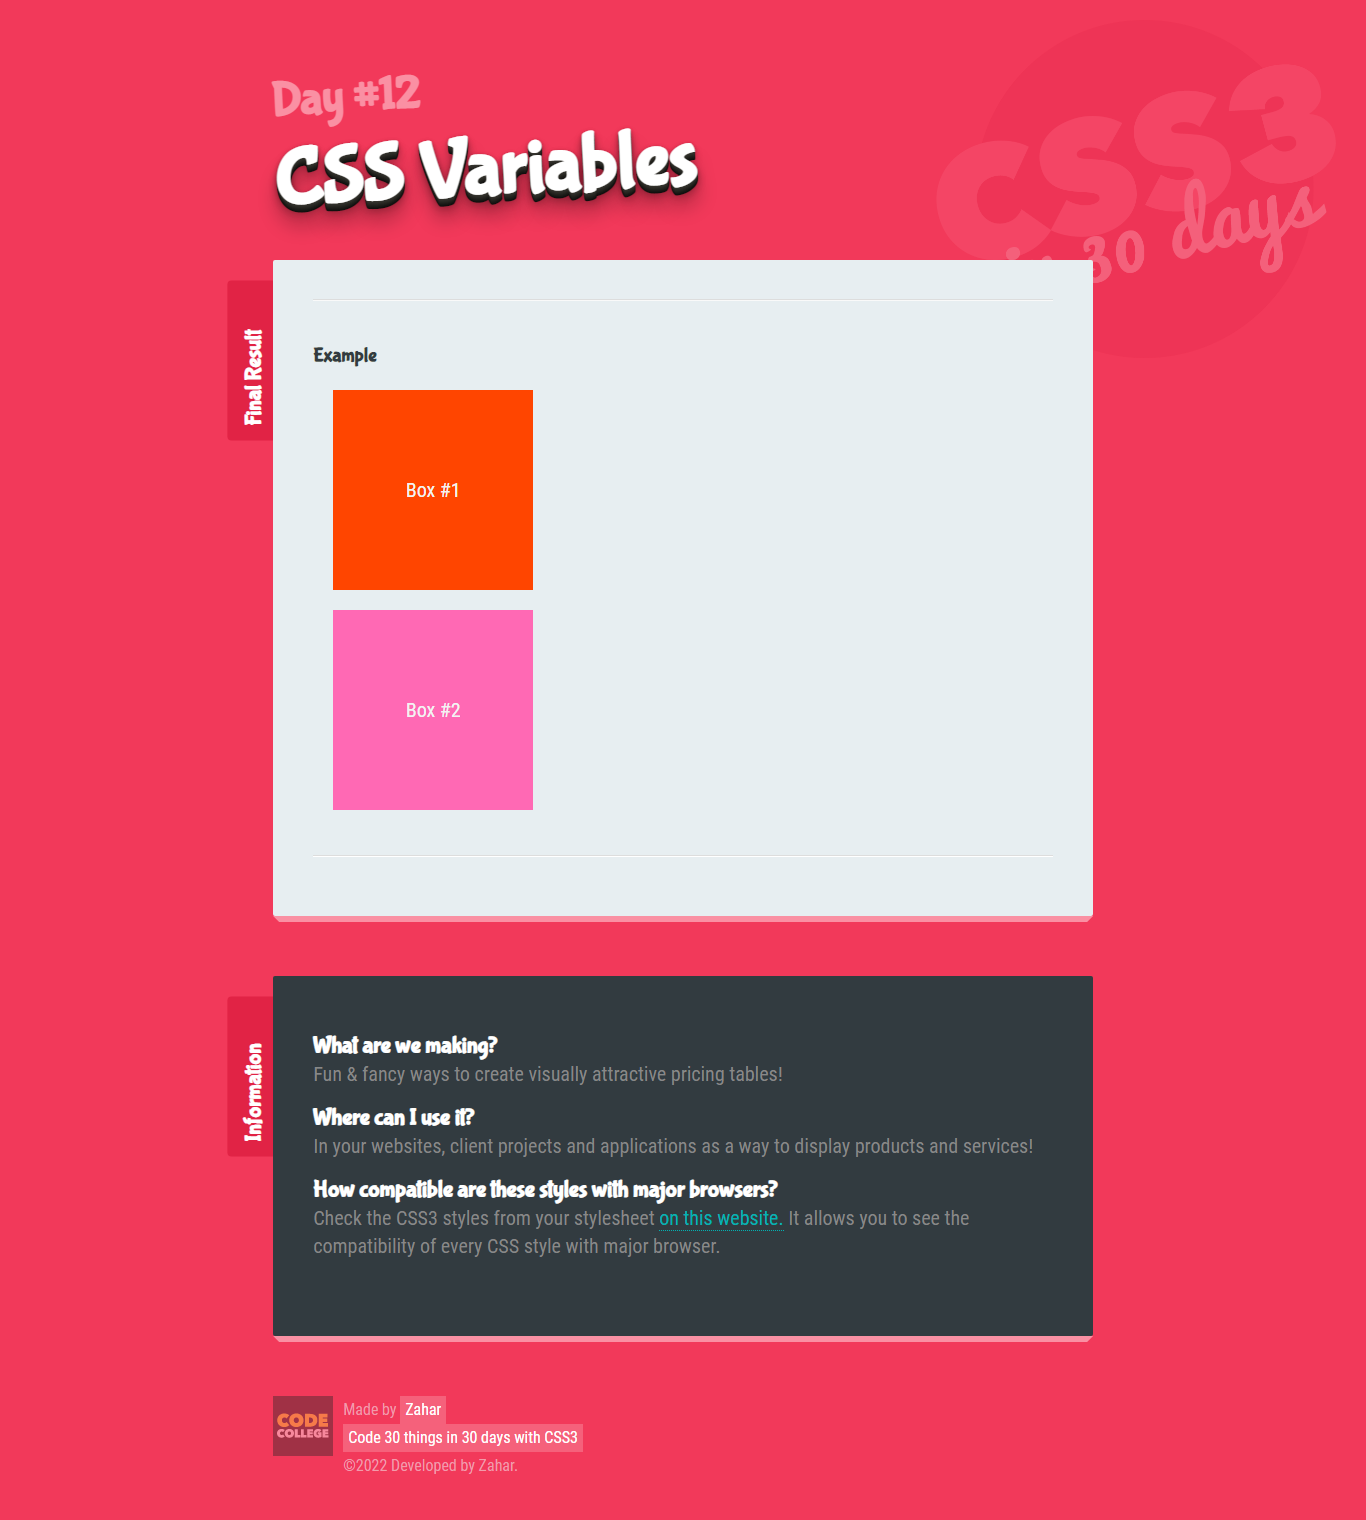 Day #12
CSS Variables
CSS3
30 days
Final Result
Example
Box #1
Box #2
Information
What are we making?
Fun & fancy ways to create visually attractive pricing tables!
Where can I use it?
In your websites, client projects and applications as a way to display products and services!
How compatible are these styles with major browsers?
Check the CSS3 styles from your stylesheet on this website. It allows you to see the
compatibility of every CSS style with major browser.
CODE
COLLEGE
Made by Zahar
Code 30 things in 30 days with CSS3
©2022 Developed by Zahar.